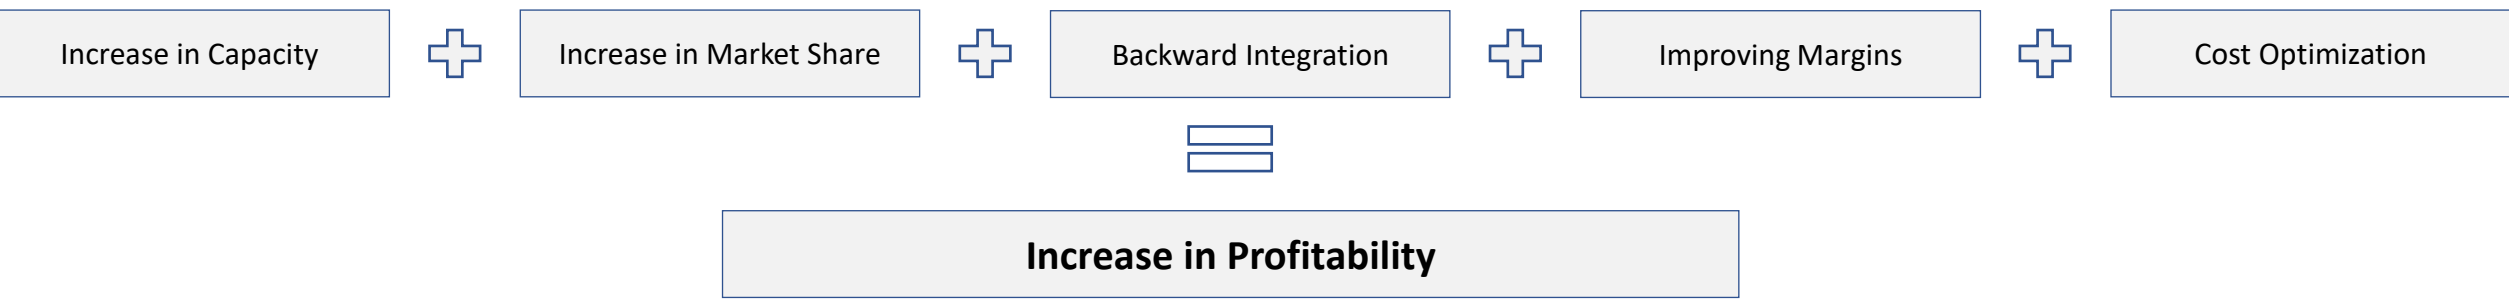 Increase in Capacity
Increase in Market Share
Backward Integration
Improving Margins
Cost Optimization
Increase in Profitability